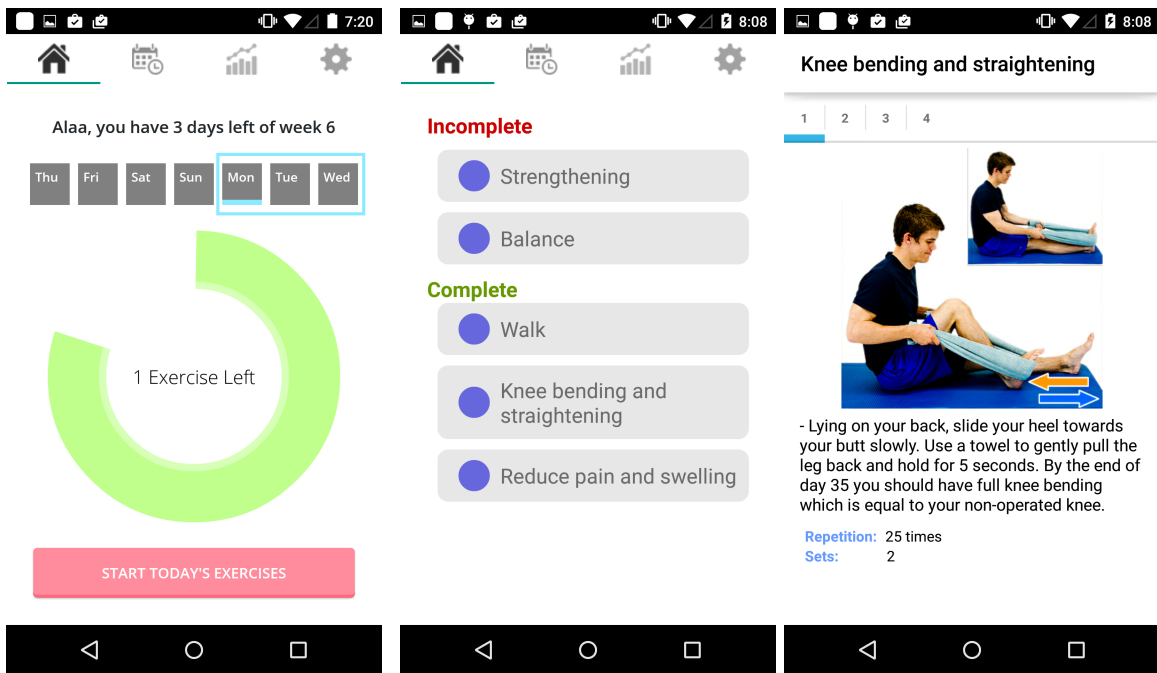 7:20
Alaa, you have 3 days left of week 6
Thu Fri Sat Sun Mon Tue Wed
1 Exercise Left
START TODAY'S EXERCISES
8:08
Incomplete
Strengthening
Balance
Complete
Walk
Knee bending and
straightening
Reduce pain and swelling
8:08
Knee bending and straightening
1 2 3 4
- Lying on your back, slide your heel towards
your butt slowly. Use a towel to gently pull the
leg back and hold for 5 seconds. By the end of
day 35 you should have full knee bending
which is equal to your non-operated knee.
Repetition: 25 times
Sets: 2